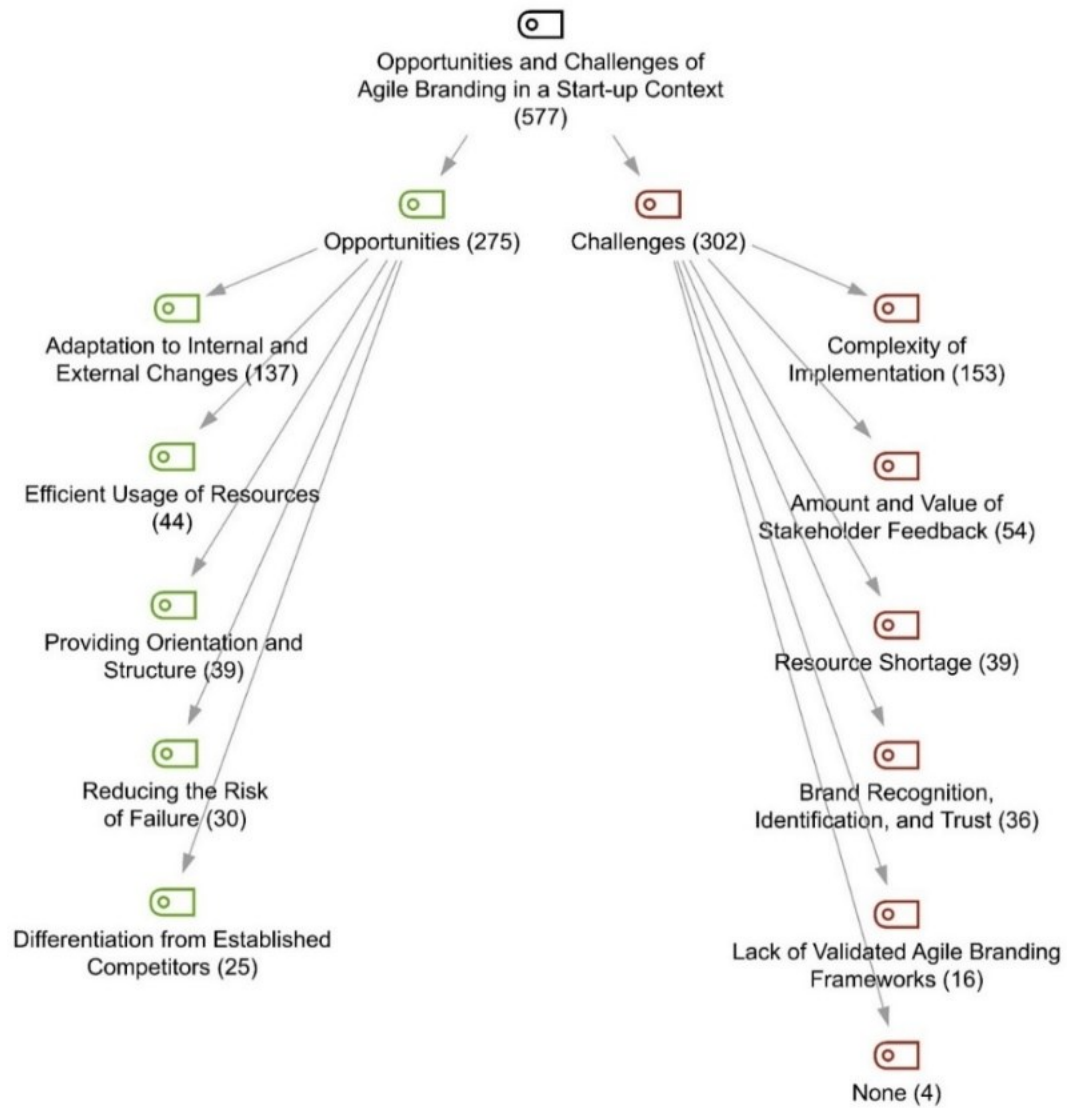 Opportunities and Challenges of
Agile Branding in a Start-up Context
(577)
Opportunities (275)
Challenges (302)
Adaptation to Internal and
External Changes (137)
Efficient Usage of Resources
(44)
Providing Orientation and
Structure (39)
Reducing the Risk
of Failure (30)
Differentiation from Established
Competitors (25)
Complexity of
Implementation (153)
Amount and Value of
Stakeholder Feedback (54)
Resource Shortage (39)
Brand Recognition,
Identification, and Trust (36)
Lack of Validated Agile Branding
Frameworks (16)
None (4)